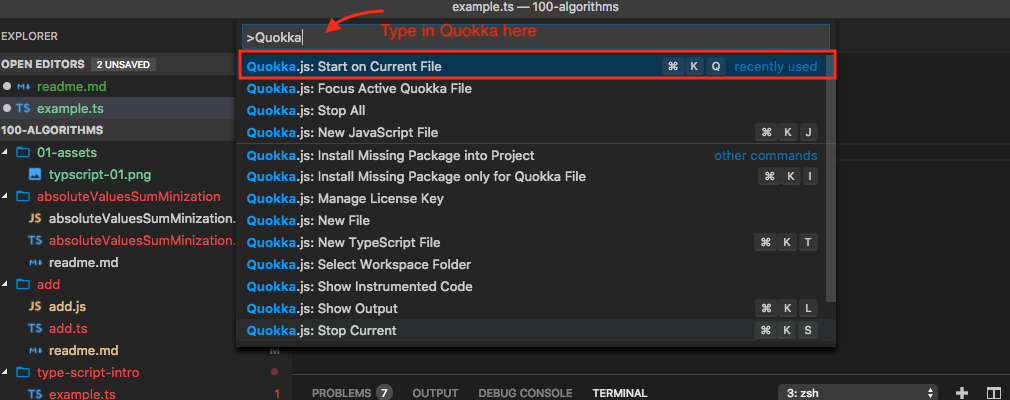 example.ts — 100-algorithms
EXPLORER
OPEN EDITORS 2 UNSAVED
readme.md
TS example.ts
100-ALGORITHMS
01-assets
typscript-01.png
absoluteValuesSumMinization
JS absoluteValuesSumMinization.
TS absoluteValuesSumMinization.
readme.md
add
JS add.js
TS add.ts
readme.md
M
type-script-intro
TS example.ts 1
>Quokka
Type in Quokka here
Quokka.js: Start on Current File ⌘ K Q recently used
Quokka.js: Focus Active Quokka File
Quokka.js: Stop All
Quokka.js: New JavaScript File ⌘ K J
Quokka.js: Install Missing Package into Project other commands
Quokka.js: Install Missing Package only for Quokka File ⌘ K I
Quokka.js: Manage License Key
Quokka.js: New File
Quokka.js: New TypeScript File ⌘ K T
Quokka.js: Select Workspace Folder
Quokka.js: Show Instrumented Code
Quokka.js: Show Output ⌘ K L
Quokka.js: Stop Current ⌘ K S
PROBLEMS 7 OUTPUT DEBUG CONSOLE TERMINAL 3: zsh